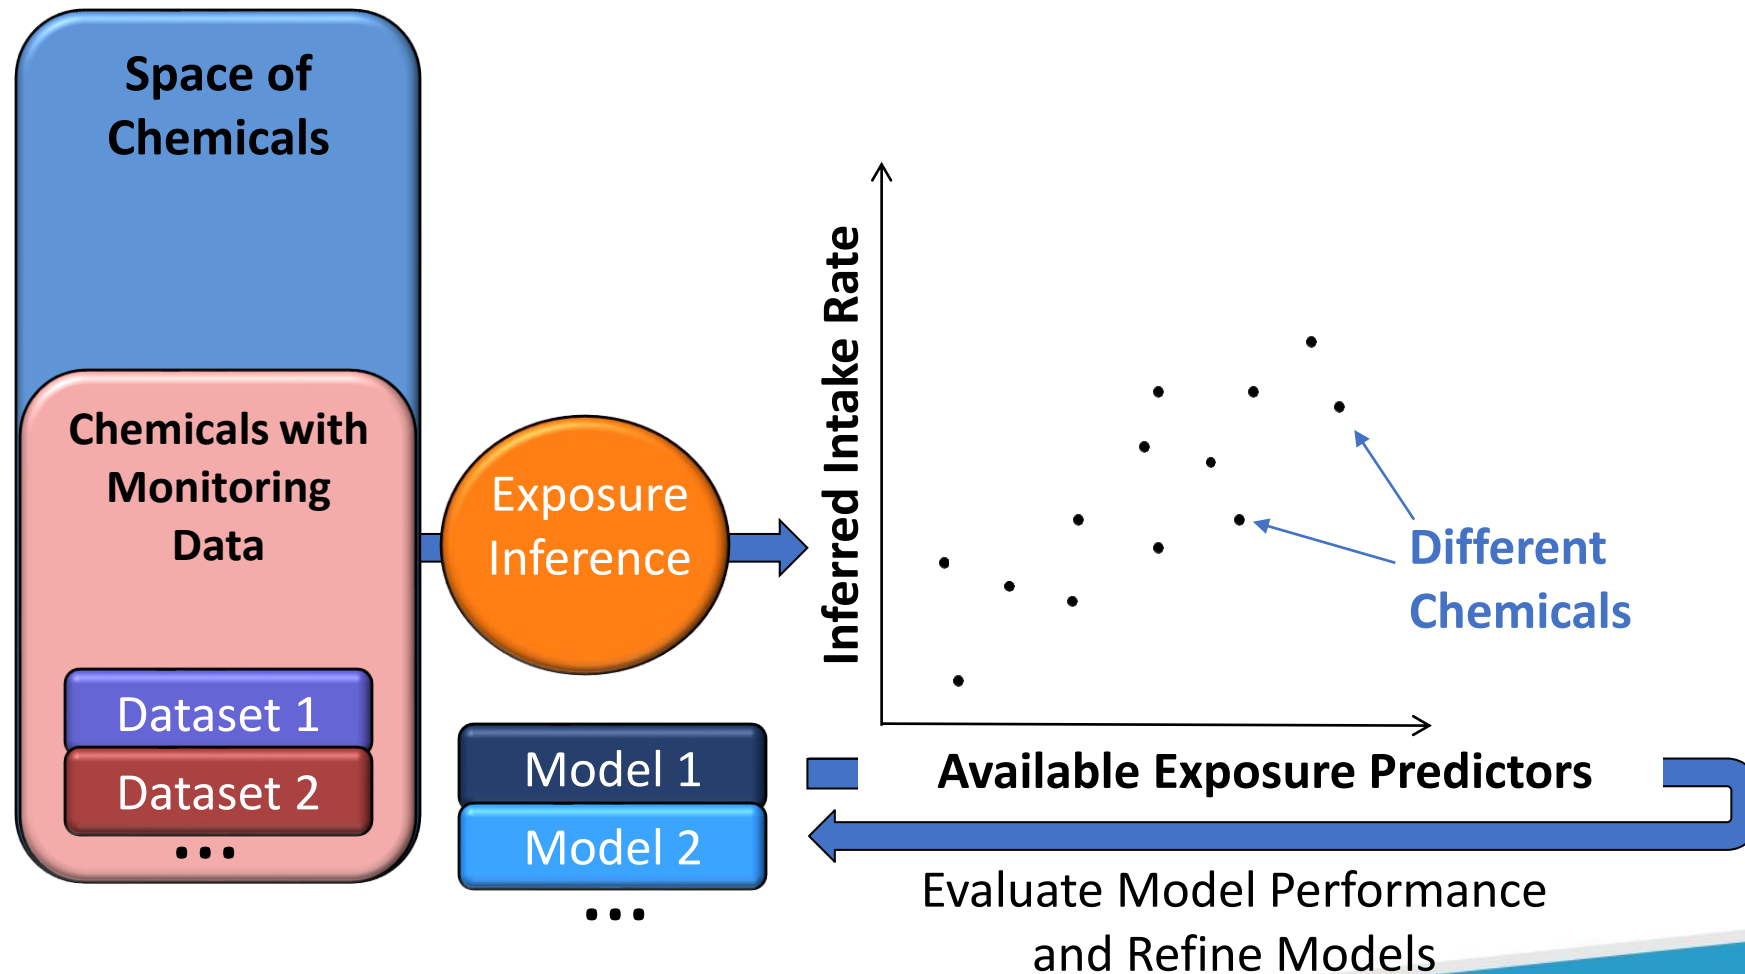 Space of
Chemicals
Chemicals with
Monitoring
Data
Dataset 1
Dataset 2
...
Exposure
Inference
Model 1
Model 2
...
Inferred Intake Rate
Different
Chemicals
Available Exposure Predictors
Evaluate Model Performance
and Refine Models